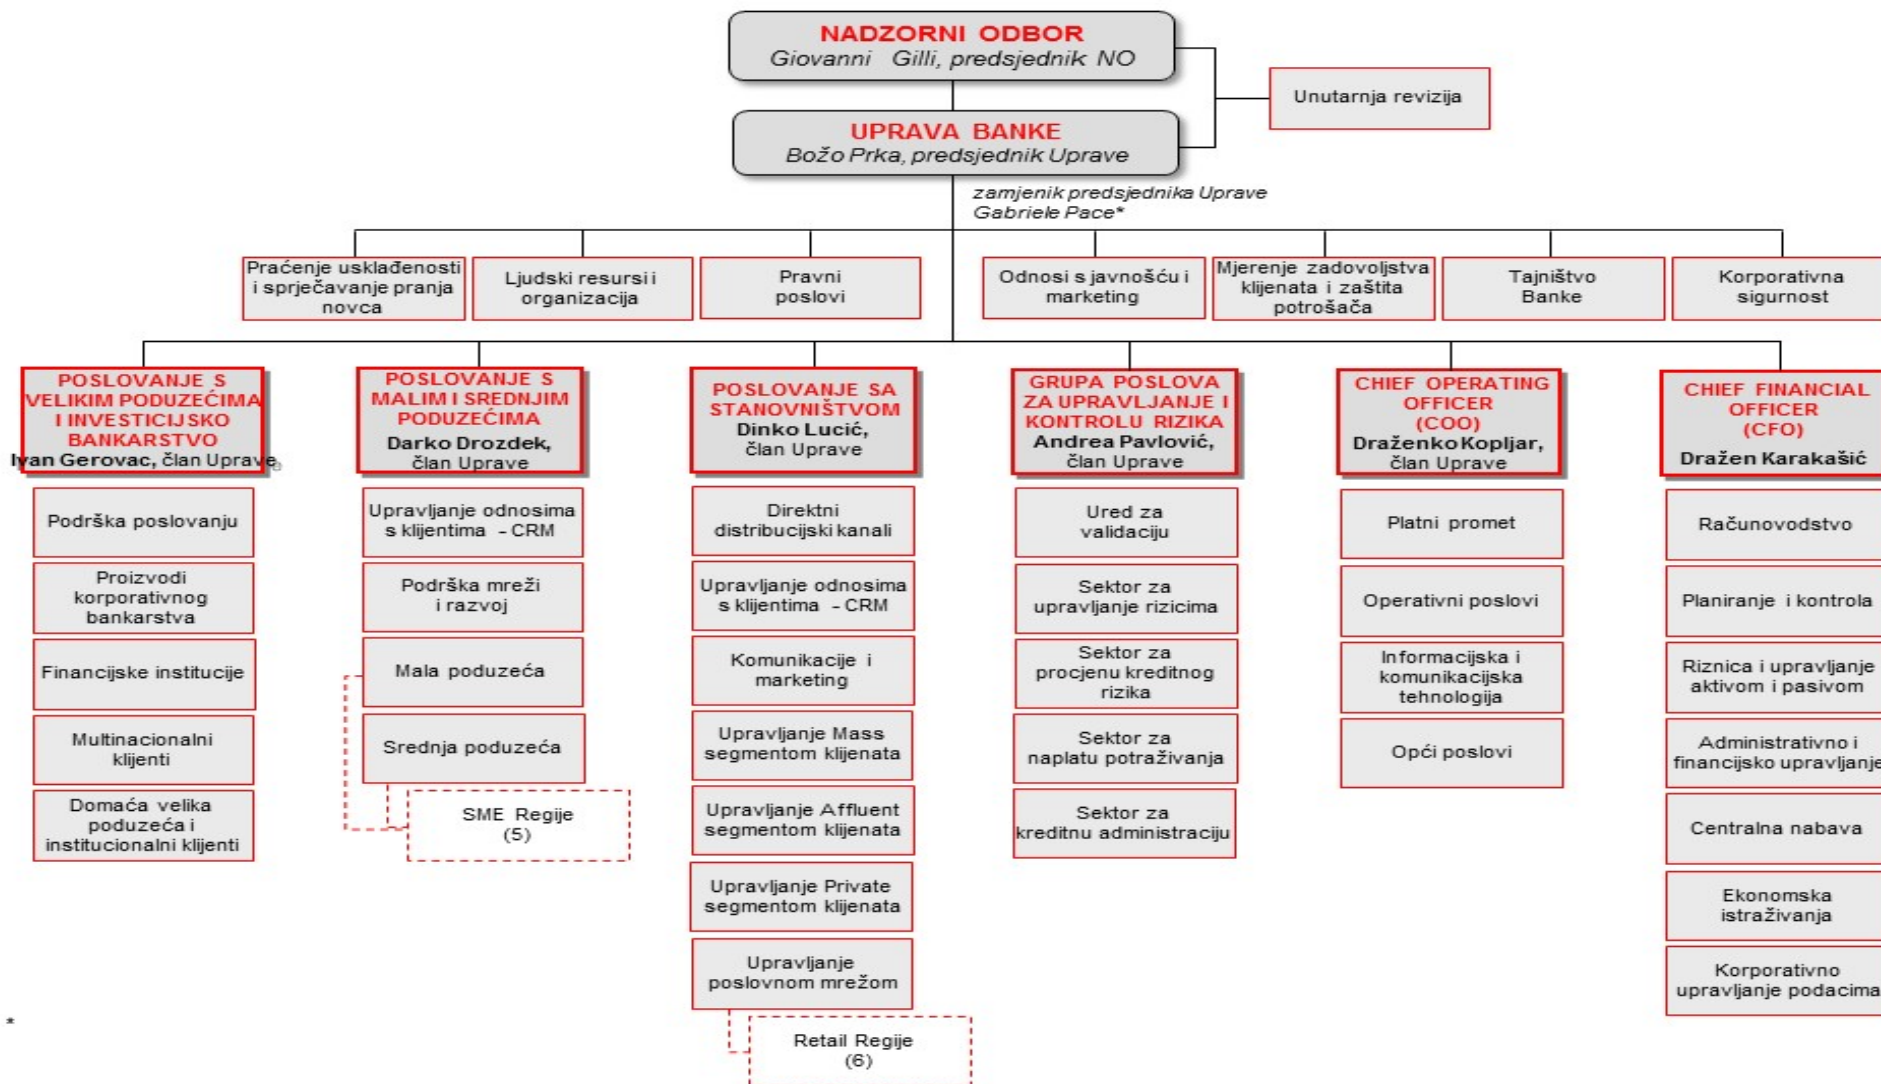 NADZORNI ODBOR
Giovanni Gilli, predsjednik NO
Unutarnja revizija
UPRAVA BANKE
Božo Prka, predsjednik Uprave
zamjenik predsjednika Uprave
Gabriele Pace*
Praćenje usklađenosti
i sprječavanje pranja
novca
Ljudski resursi i
organizacija
Pravni
poslovi
Odnosi s javnošću i
marketing
Mjerenje zadovoljstva
klijenata i zaštita
potrošača
Tajništvo
Banke
Korporativna
sigurnost
POSLOVANJE S
VELIKIM PODUZEĆIMA
I INVESTICIJSKO
BANKARSTVO
Ivan Gerovac, član Uprave
Podrška poslovanju
Proizvodi
korporativnog
bankarstva
Financijske institucije
Multinacionalni
klijenti
Domaća velika
poduzeća i
institucionalni klijenti
POSLOVANJE S
MALIM I SREDNJIM
PODUZEĆIMA
Darko Drozdek,
član Uprave
Upravljanje odnosima
s klijentima - CRM
Podrška mreži
i razvoj
Mala poduzeća
Srednja poduzeća
SME Regije
(5)
POSLOVANJE SA
STANOVNIŠTVOM
Dinko Lucić,
član Uprave
Direktni
distribucijski kanali
Upravljanje odnosima
s klijentima - CRM
Komunikacije i
marketing
Upravljanje Mass
segmentom klijenata
Upravljanje Affluent
segmentom klijenata
Upravljanje Private
segmentom klijenata
Upravljanje
poslovnom mrežom
Retail Regije
(6)
GRUPA POSLOVA
ZA UPRAVLJANJE I
KONTROLU RIZIKA
Andrea Pavlović,
član Uprave
Ured za
validaciju
Sektor za
upravljanje rizicima
Sektor za
procjenu kreditnog
rizika
Sektor za
naplatu potraživanja
Sektor za
kreditnu administraciju
CHIEF OPERATING
OFFICER
(COO)
Draženko Kopljar,
član Uprave
Platni promet
Operativni poslovi
Informacijska i
komunikacijska
tehnologija
Opći poslovi
CHIEF FINANCIAL
OFFICER
(CFO)
Dražen Karakašić
Računovodstvo
Planiranje i kontrola
Riznica i upravljanje
aktivom i pasivom
Administrativno i
financijsko upravljanje
Centralna nabava
Ekonomska
istraživanja
Korporativno
upravljanje podacima
*